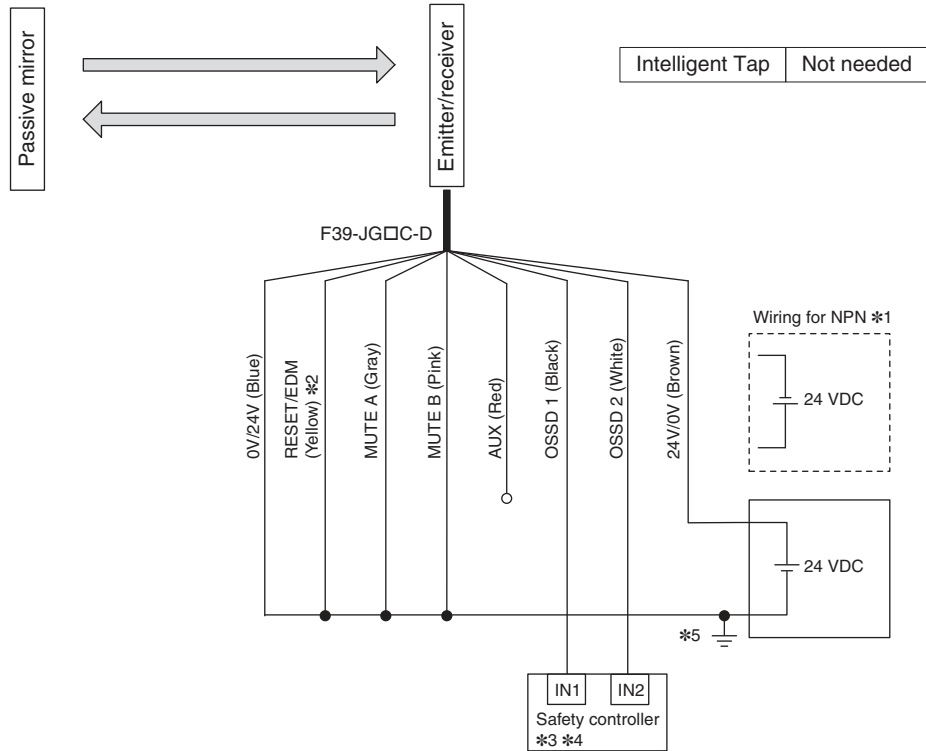 Passive mirror
Emitter/receiver
Intelligent Tap Not needed
F39-JG□C-D
0V/24V (Blue)
RESET/EDM
(Yellow) ✻2
MUTE A (Gray)
MUTE B (Pink)
AUX (Red)
OSSD 1 (Black)
OSSD 2 (White)
24V/0V (Brown)
Wiring for NPN ✻1
24 VDC
24 VDC
✻5
IN1
IN2
Safety controller
✻3 ✻4